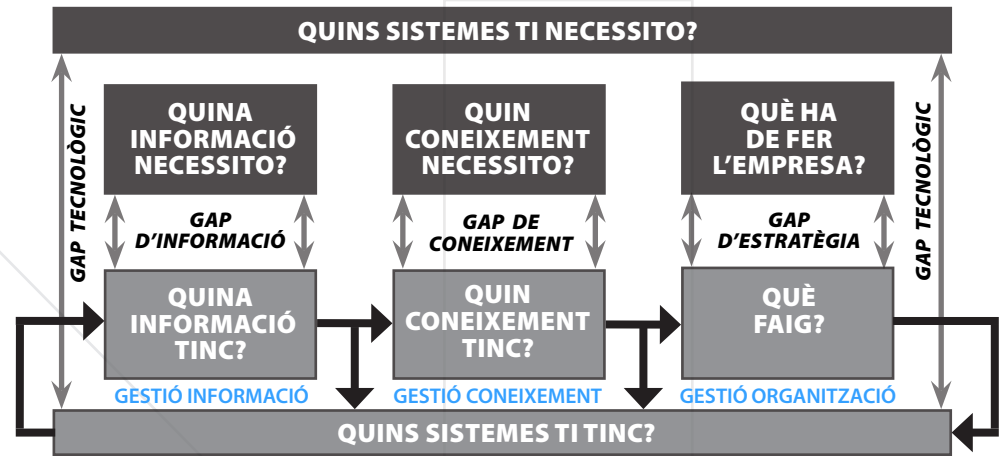 QUINS SISTEMES TI NECESSITO?
GAP TECNOLÒGIC
QUINA
INFORMACIÓ
NECESSITO?
QUIN
CONEIXEMENT
NECESSITO?
QUÈ HA
DE FER
L'EMPRESA?
GAP TECNOLÒGIC
GAP
D'INFORMACIÓ
GAP DE
CONEIXEMENT
GAP
D'ESTRATÈGIA
QUINA
INFORMACIÓ
TINC?
QUIN
CONEIXEMENT
TINC?
QUÈ
FAIG?
GESTIÓ INFORMACIÓ
GESTIÓ CONEIXEMENT
GESTIÓ ORGANITZACIÓ
QUINS SISTEMES TI TINC?